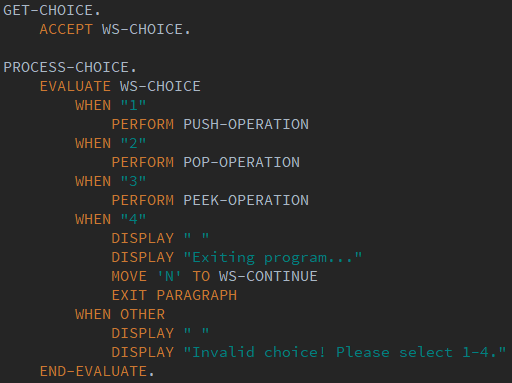 GET-CHOICE.
    ACCEPT WS-CHOICE.

PROCESS-CHOICE.
    EVALUATE WS-CHOICE
        WHEN "1"
            PERFORM PUSH-OPERATION
        WHEN "2"
            PERFORM POP-OPERATION
        WHEN "3"
            PERFORM PEEK-OPERATION
        WHEN "4"
            DISPLAY " "
            DISPLAY "Exiting program..."
            MOVE 'N' TO WS-CONTINUE
            EXIT PARAGRAPH
        WHEN OTHER
            DISPLAY " "
            DISPLAY "Invalid choice! Please select 1-4."
    END-EVALUATE.